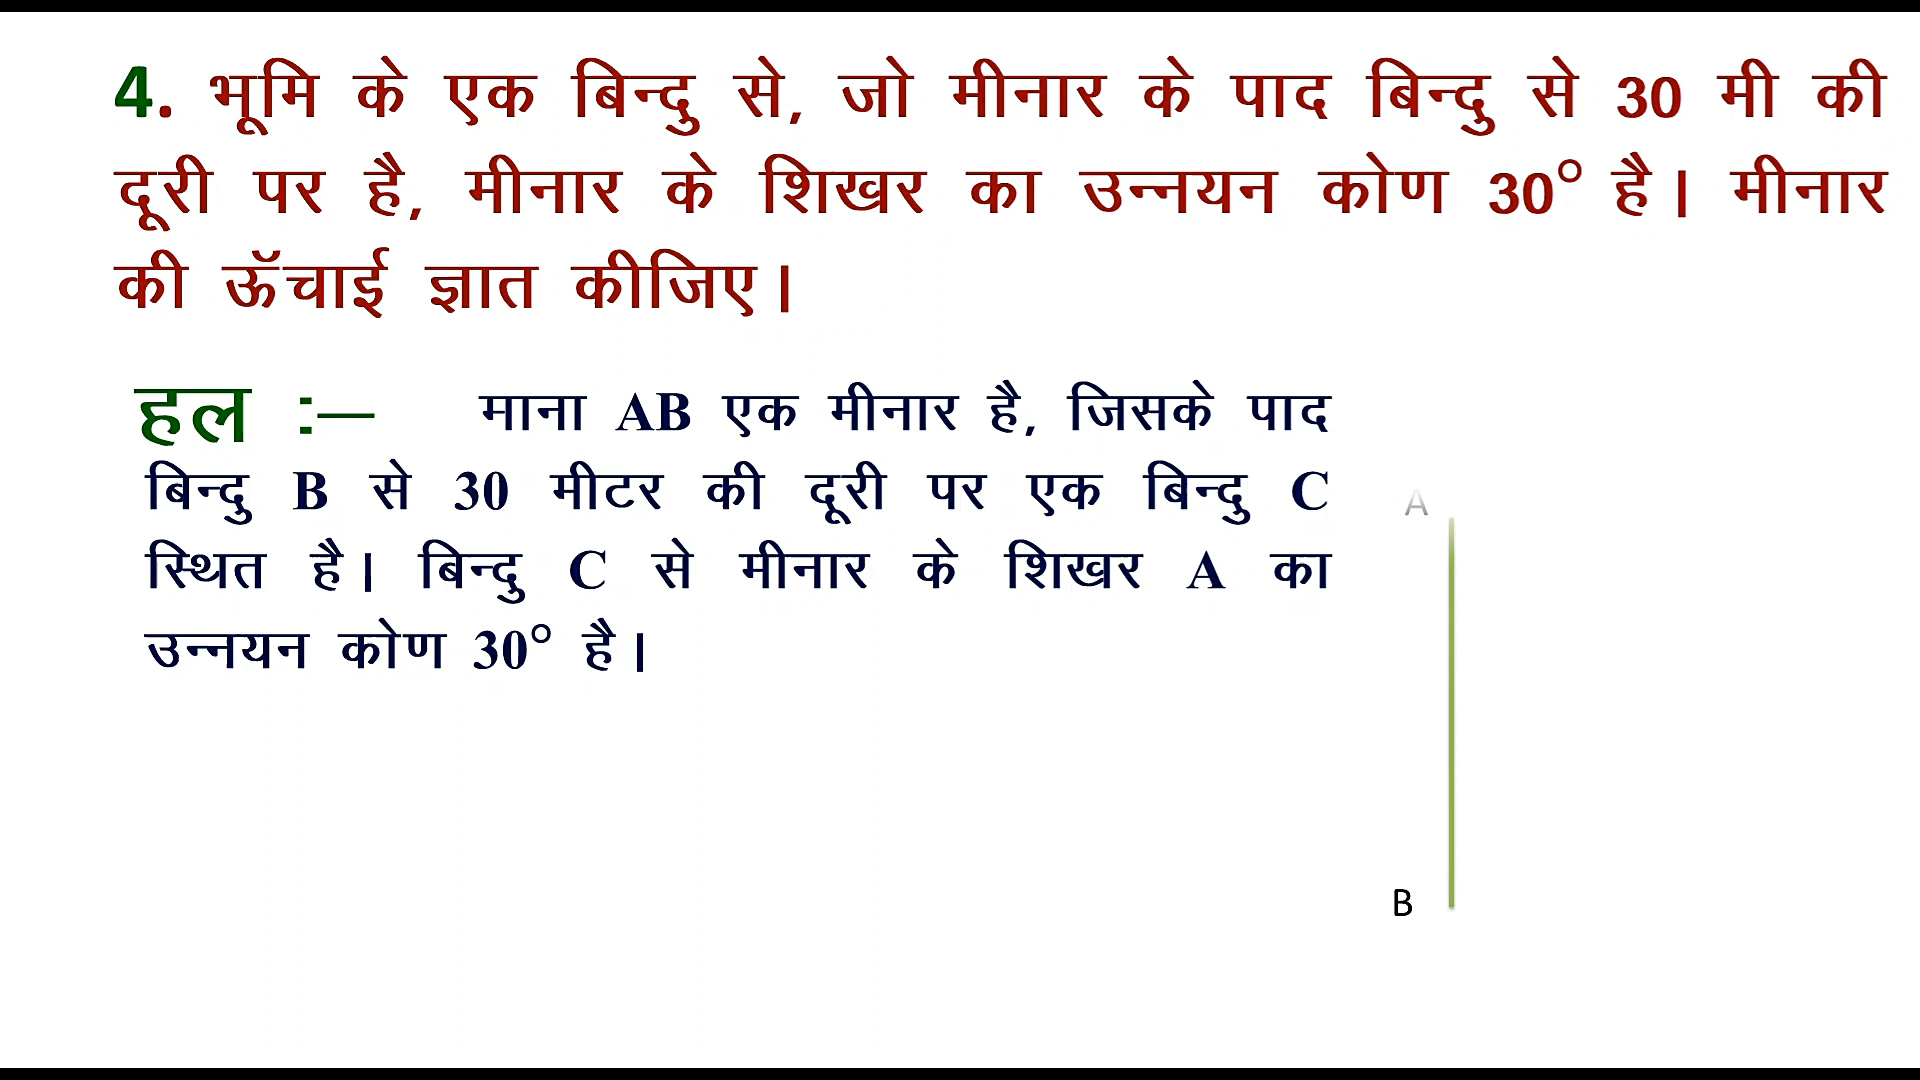 4. भूमि के एक बिन्दु से, जो मीनार के पाद बिन्दु से 30 मी की
दूरी पर है, मीनार के शिखर का उन्नयन कोण 30° है। मीनार
की ऊॅचाई ज्ञात कीजिए।
हल :— माना AB एक मीनार है, जिसके पाद
बिन्दु B से 30 मीटर की दूरी पर एक बिन्दु C
स्थित है। बिन्दु C से मीनार के शिखर A का
उन्नयन कोण 30° है।
A
B